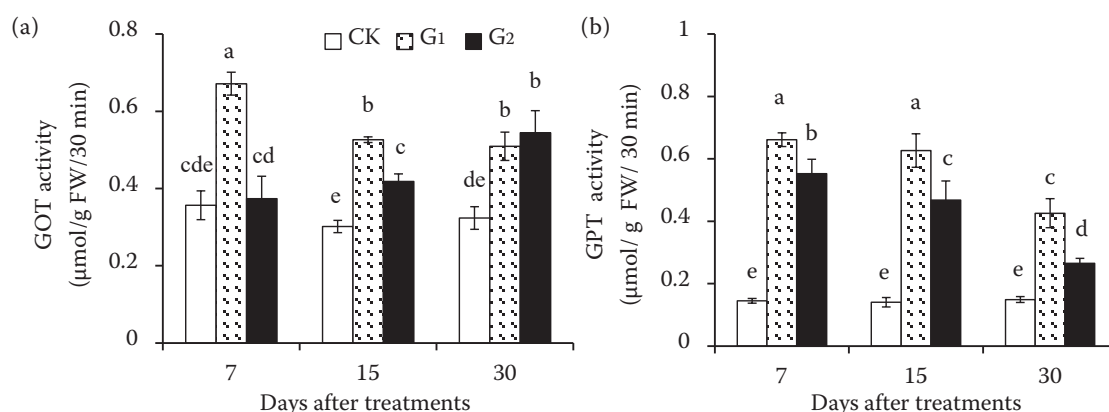 (a)
GOT activity
(μmol/g FW/30 min)
0.8
0.6
0.4
0.2
0
CK G1 G2
cde a cd
e b c
de b b
7 15 30
Days after treatments
(b)
GPT activity
(μmol/ g FW/ 30 min)
1
0.8
0.6
0.4
0.2
0
e a b
e a c
e c d
7 15 30
Days after treatments